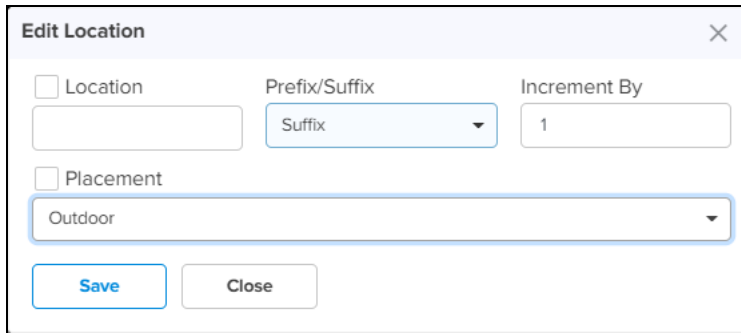 Edit Location
Location Prefix/Suffix Increment By
Suffix 1
Placement
Outdoor
Save Close